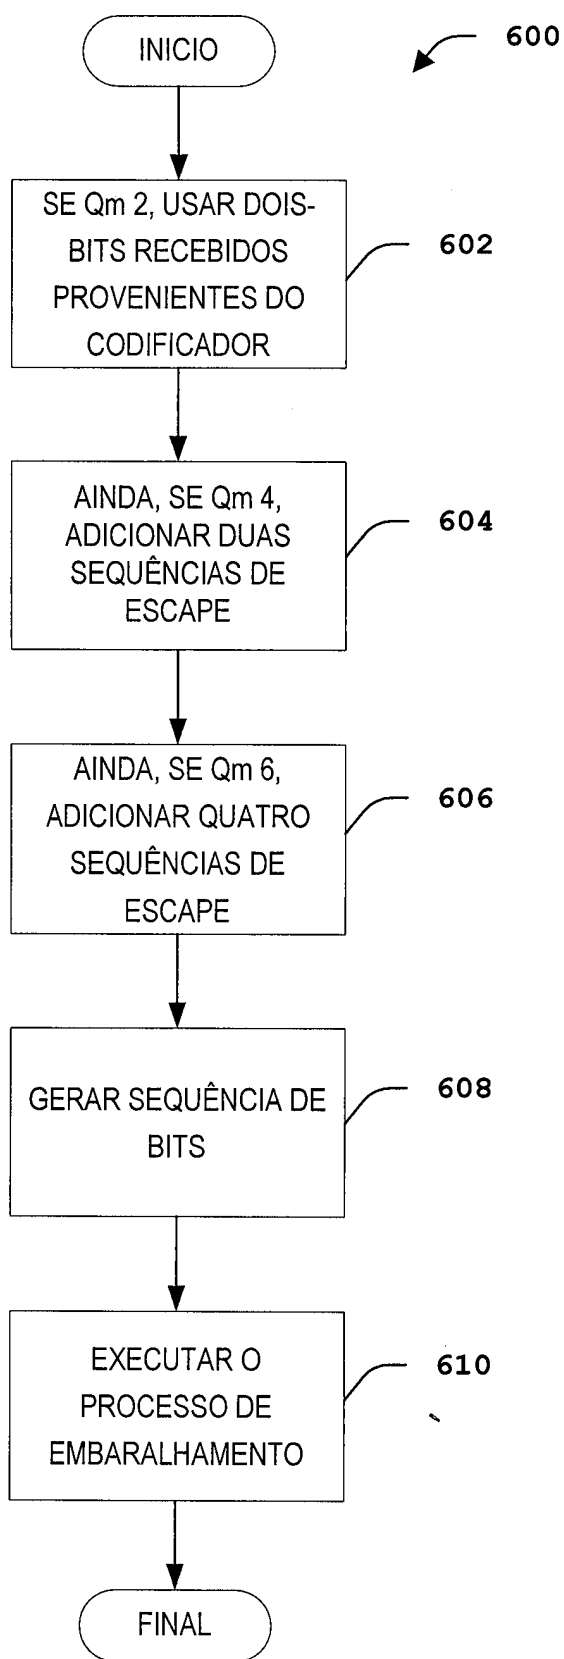 INICIO
600
SE Qm 2, USAR DOIS-
BITS RECEBIDOS
PROVENIENTES DO
CODIFICADOR
602
AINDA, SE Qm 4,
ADICIONAR DUAS
SEQUÊNCIAS DE
ESCAPE
604
AINDA, SE Qm 6,
ADICIONAR QUATRO
SEQUÊNCIAS DE
ESCAPE
606
GERAR SEQUÊNCIA DE
BITS
608
EXECUTAR O
PROCESSO DE
EMBARALHAMENTO
610
FINAL